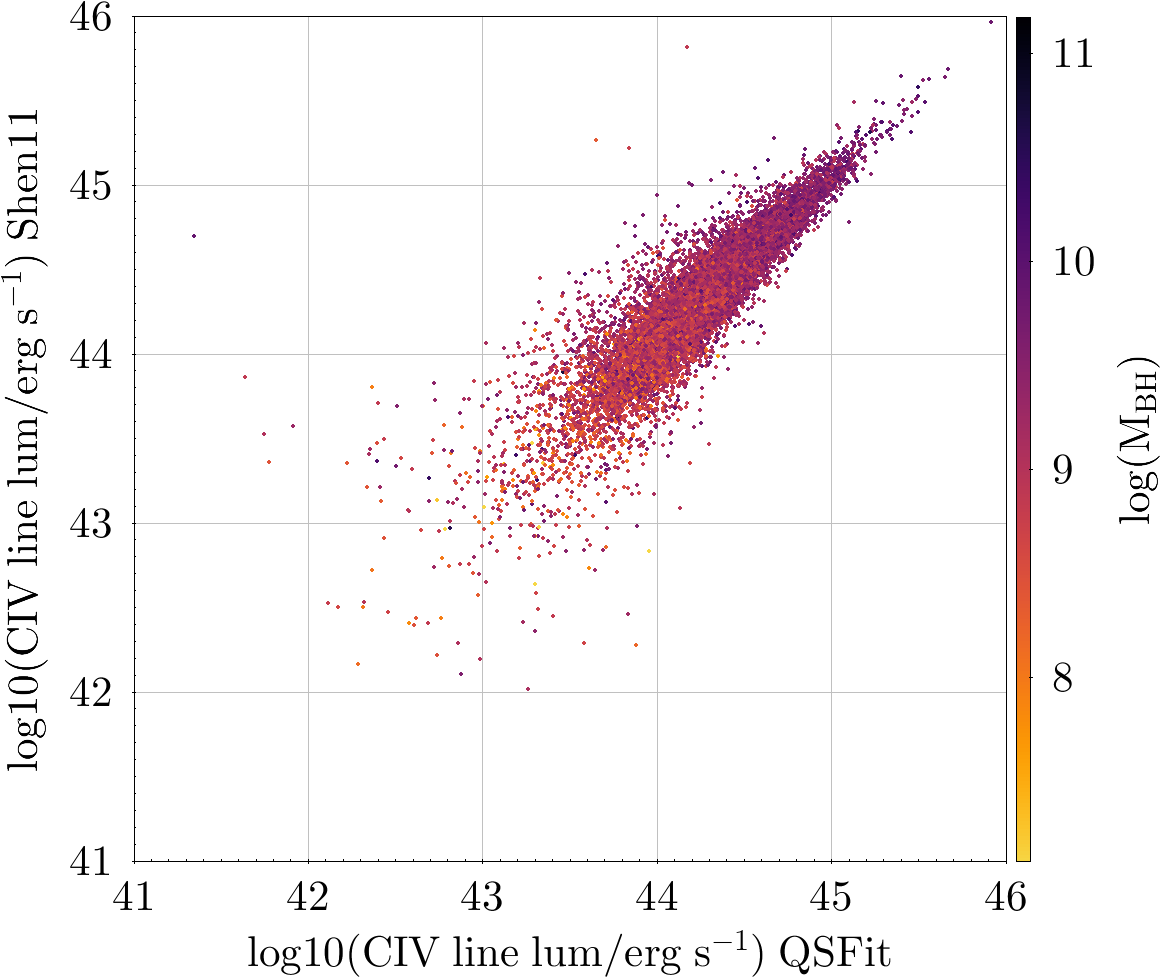 46
45
44
43
42
41
log10(CIV line lum/erg s⁻¹) Shen11
41 42 43 44 45 46
log10(CIV line lum/erg s⁻¹) QSFit
11
10
9
8
log(M_BH)